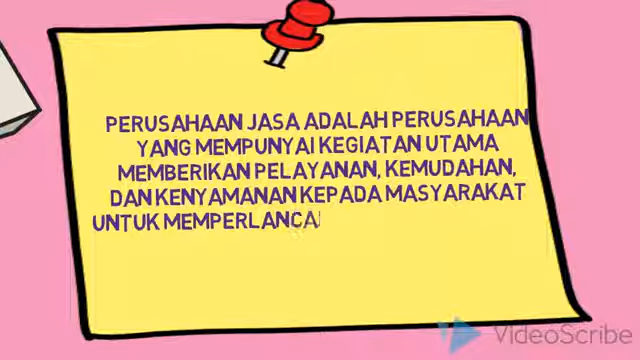 PERUSAHAAN JASA ADALAH PERUSAHAAN
YANG MEMPUNYAI KEGIATAN UTAMA
MEMBERIKAN PELAYANAN, KEMUDAHAN,
DAN KENYAMANAN KEPADA MASYARAKAT
UNTUK MEMPERLANCA
VideoScribe